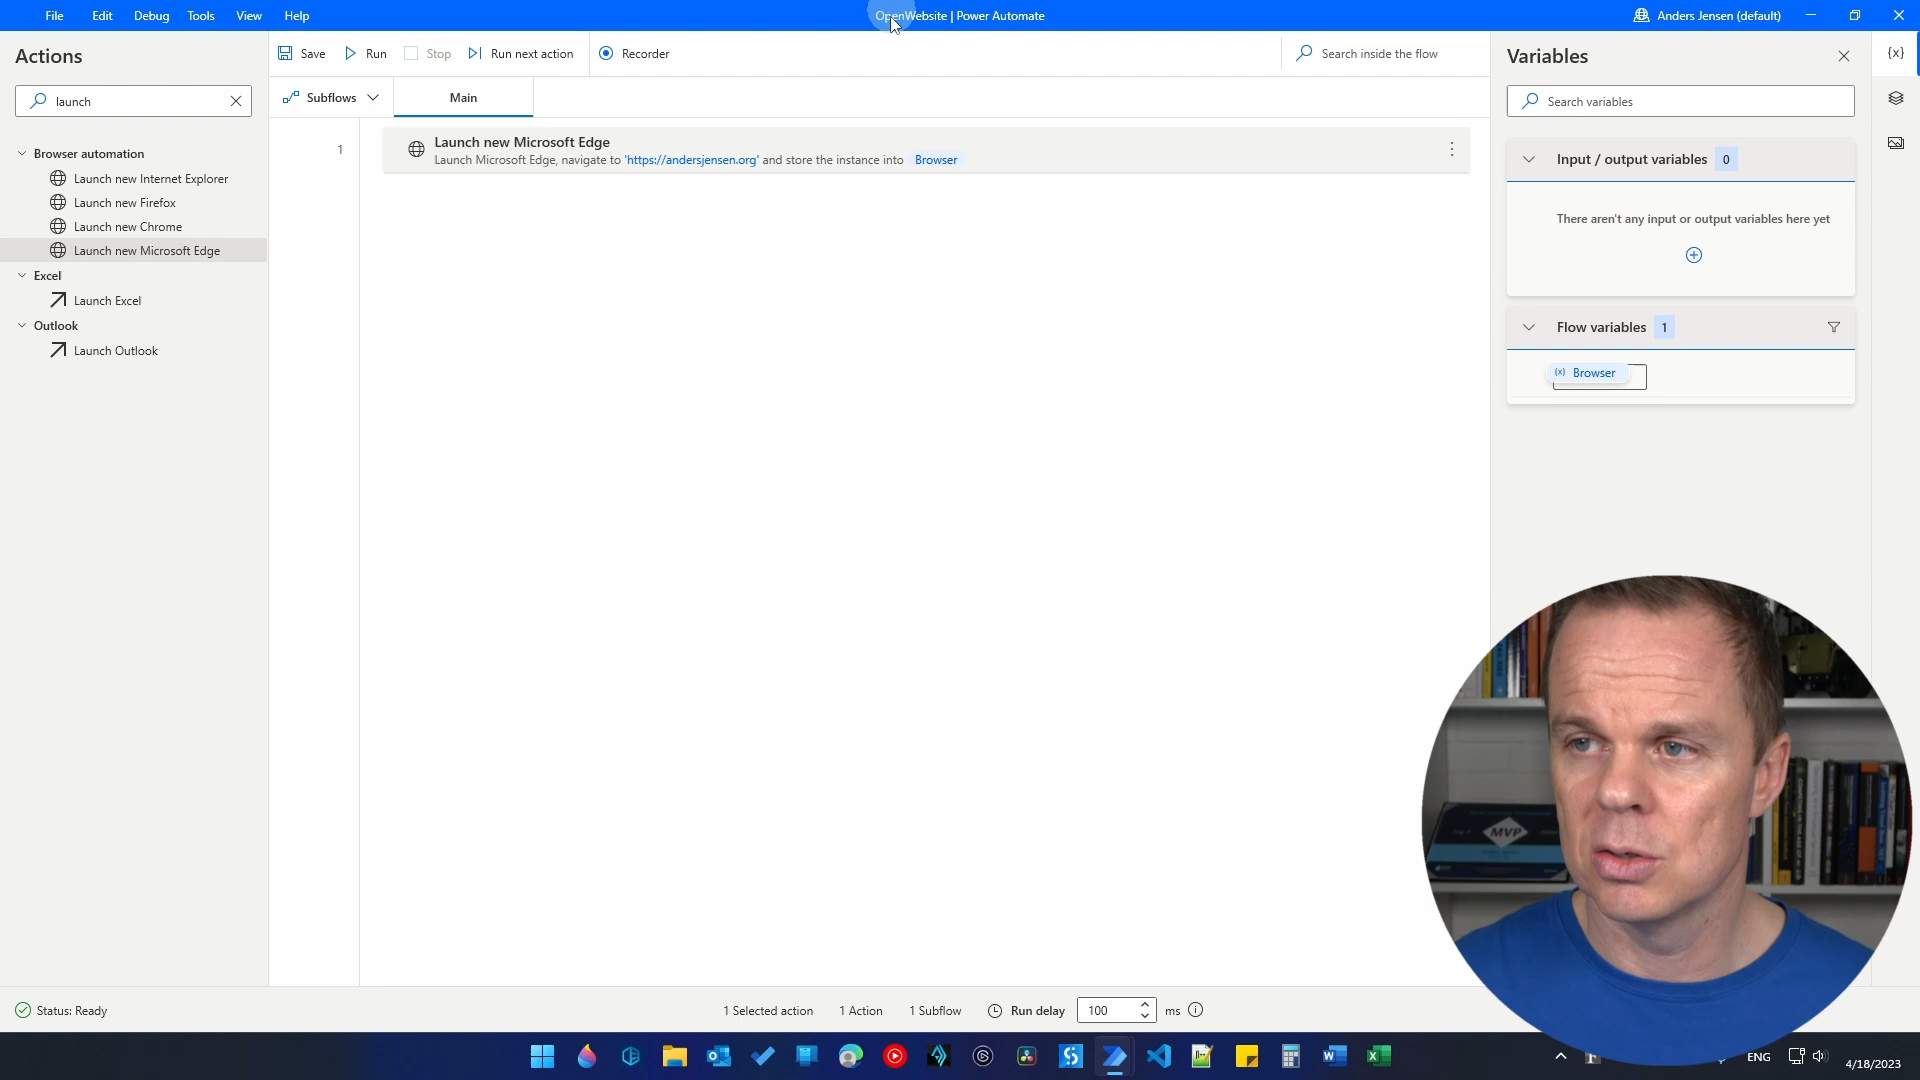 File Edit Debug Tools View Help
OpenWebsite | Power Automate
Anders Jensen (default)
Actions
launch
Browser automation
Launch new Internet Explorer
Launch new Firefox
Launch new Chrome
Launch new Microsoft Edge
Excel
Launch Excel
Outlook
Launch Outlook
Save Run Stop Run next action Recorder
Search inside the flow
Subflows Main
1
Launch new Microsoft Edge
Launch Microsoft Edge, navigate to 'https://andersjensen.org' and store the instance into Browser
Variables
{x}
Search variables
Input / output variables 0
There aren't any input or output variables here yet
Flow variables 1
(x) Browser
MVP
Status: Ready
1 Selected action 1 Action 1 Subflow Run delay 100 ms
ENG
4/18/2023